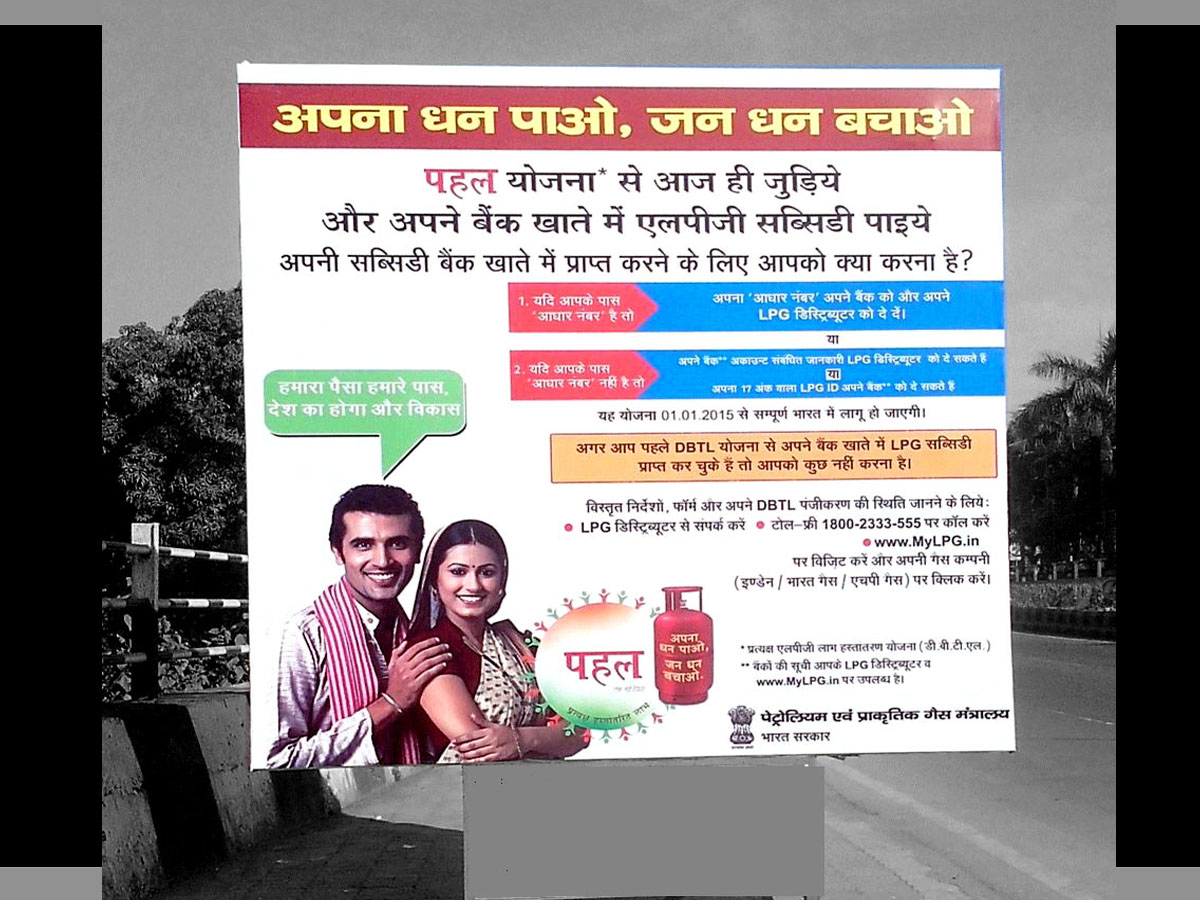 अपना धन पाओ, जन धन बचाओ
पहल योजना* से आज ही जुड़िये
और अपने बैंक खाते में एलपीजी सब्सिडी पाइये
अपनी सब्सिडी बैंक खाते में प्राप्त करने के लिए आपको क्या करना है?
1. यदि आपके पास
'आधार नंबर' है तो
अपना 'आधार नंबर' अपने बैंक को और अपने
LPG डिस्ट्रिब्यूटर को दे दें।
या
2. यदि आपके पास
'आधार नंबर' नहीं है तो
अपने बैंक** अकाउन्ट संबंधित जानकारी LPG डिस्ट्रिब्यूटर को दे सकते हैं
या
अपना 17 अंक वाला LPG ID अपने बैंक** को दे सकते हैं
यह योजना 01.01.2015 से सम्पूर्ण भारत में लागू हो जाएगी।
अगर आप पहले DBTL योजना से अपने बैंक खाते में LPG सब्सिडी
प्राप्त कर चुके हैं तो आपको कुछ नहीं करना है।
हमारा पैसा हमारे पास,
देश का होगा और विकास
विस्तृत निर्देशों, फॉर्म और अपने DBTL पंजीकरण की स्थिति जानने के लिये:
• LPG डिस्ट्रिब्यूटर से संपर्क करें • टोल-फ्री 1800-2333-555 पर कॉल करें
• www.MyLPG.in
पर विज़िट करें और अपनी गैस कम्पनी
(इण्डेन / भारत गैस / एचपी गैस) पर क्लिक करें।
पहल
प्रत्यक्ष हस्तांतरित लाभ
अपना
धन पाओ,
जन धन
बचाओ.
* प्रत्यक्ष एलपीजी लाभ हस्तातरण योजना (डी.बी.टी.एल.)
** बैंकों की सूची आपके LPG डिस्ट्रिब्यूटर व
www.MyLPG.in पर उपलब्ध है।
पेट्रोलियम एवं प्राकृतिक गैस मंत्रालय
भारत सरकार